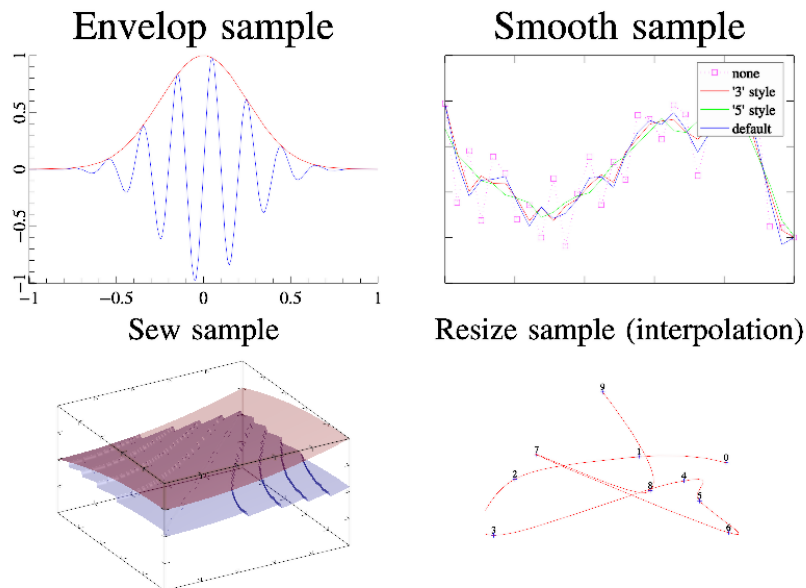 Envelop sample
Smooth sample
1
0.5
0
−0.5
−1
−1
−0.5
0
0.5
1
none
'3' style
'5' style
default
Sew sample
Resize sample (interpolation)
9
7
1
0
2
4
8
5
3
6